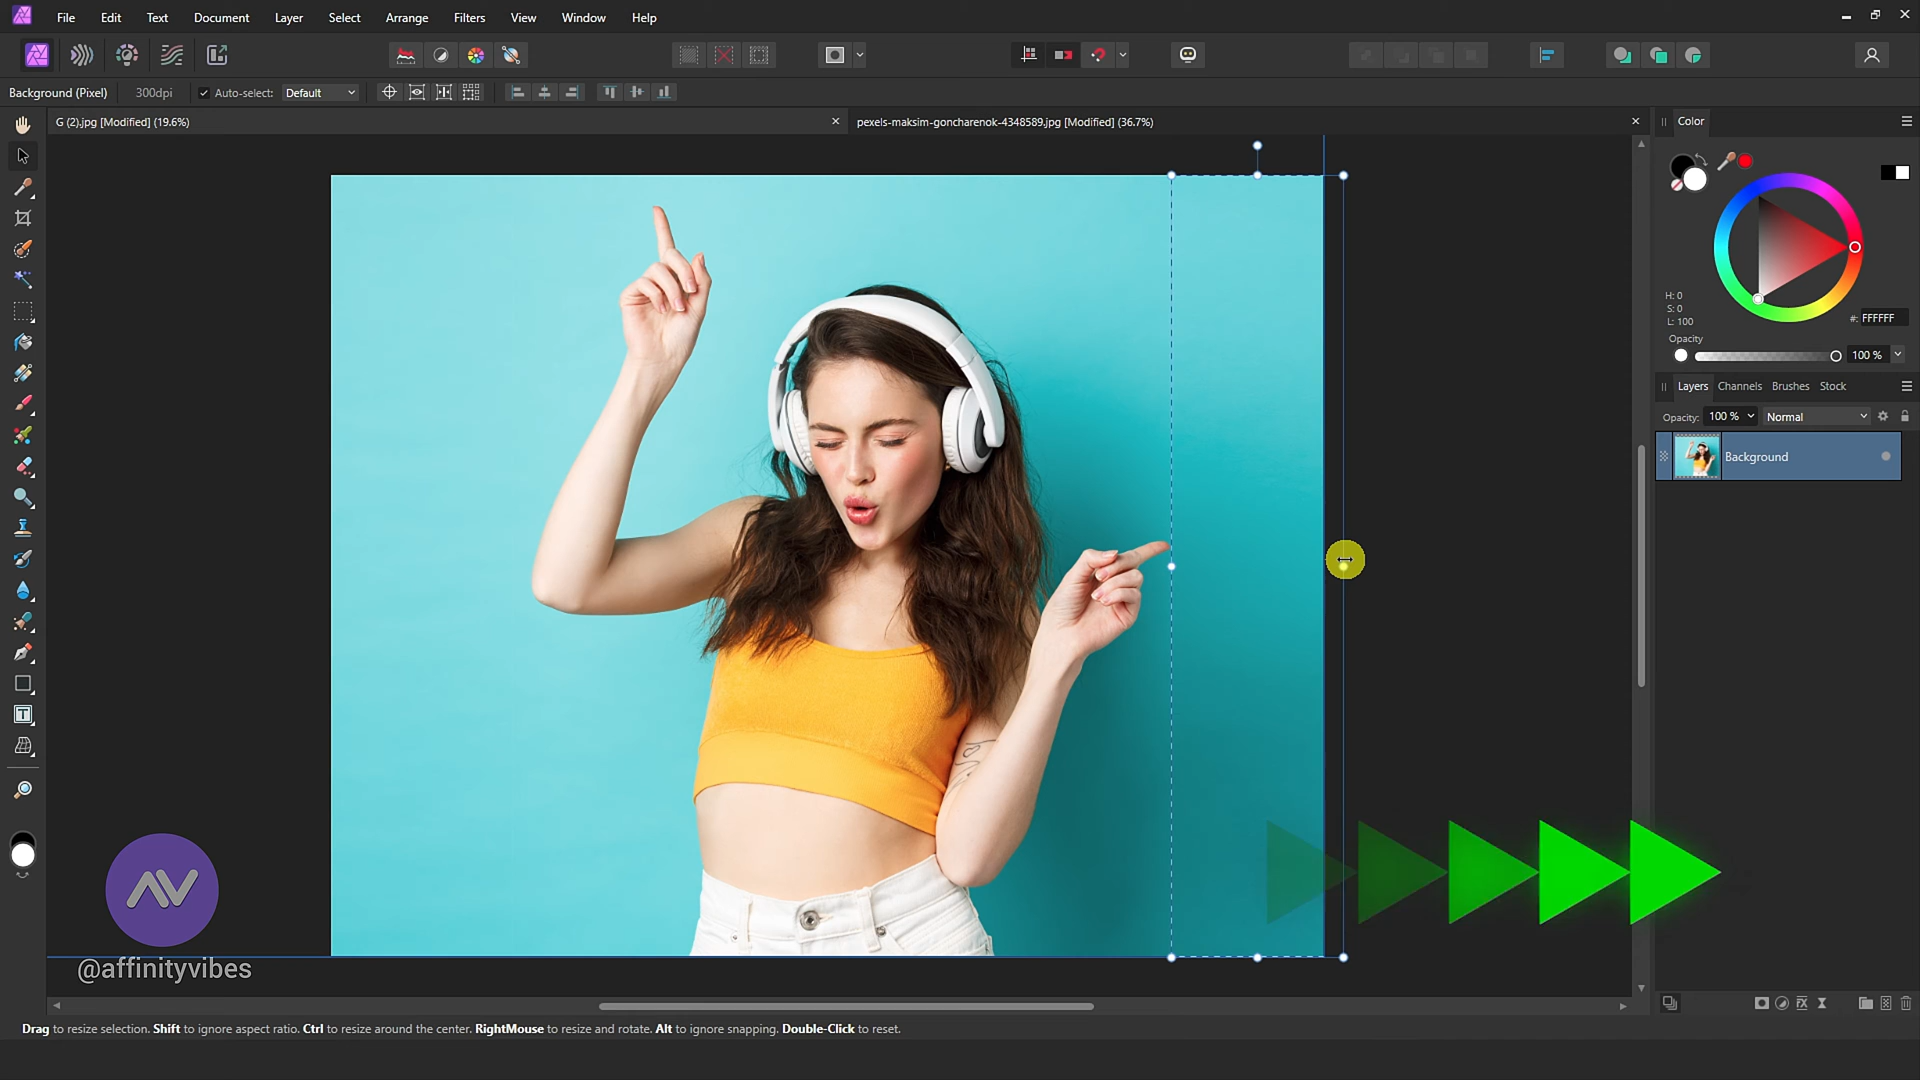 File Edit Text Document Layer Select Arrange Filters View Window Help
Background (Pixel) 300dpi Auto-select: Default
G (2).jpg [Modified] (19.6%)
pexels-maksim-goncharenok-4348589.jpg [Modified] (36.7%)
Color
H: 0
S: 0
L: 100
#: FFFFFF
Opacity
100 %
Layers Channels Brushes Stock
Opacity: 100 % Normal
Background
@affinityvibes
Drag to resize selection. Shift to ignore aspect ratio. Ctrl to resize around the center. RightMouse to resize and rotate. Alt to ignore snapping. Double-Click to reset.